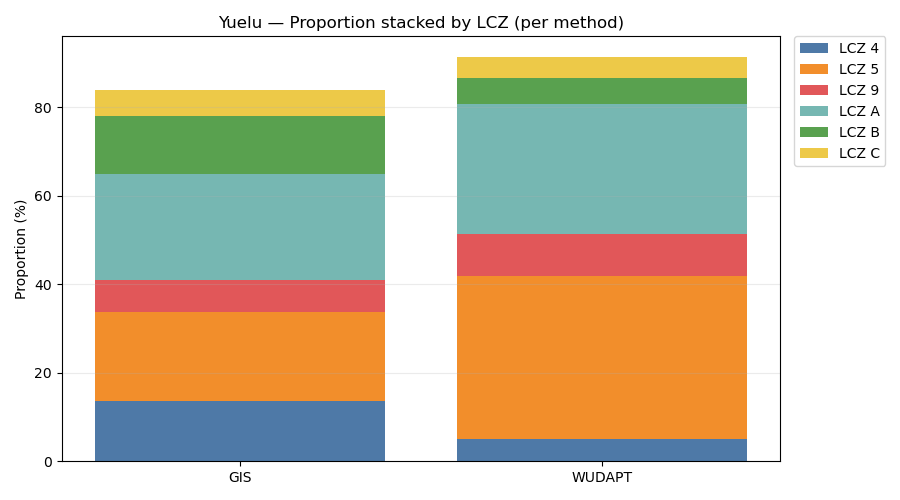 Yuelu — Proportion stacked by LCZ (per method)
Proportion (%)
80
60
40
20
0
GIS
WUDAPT
LCZ 4
LCZ 5
LCZ 9
LCZ A
LCZ B
LCZ C